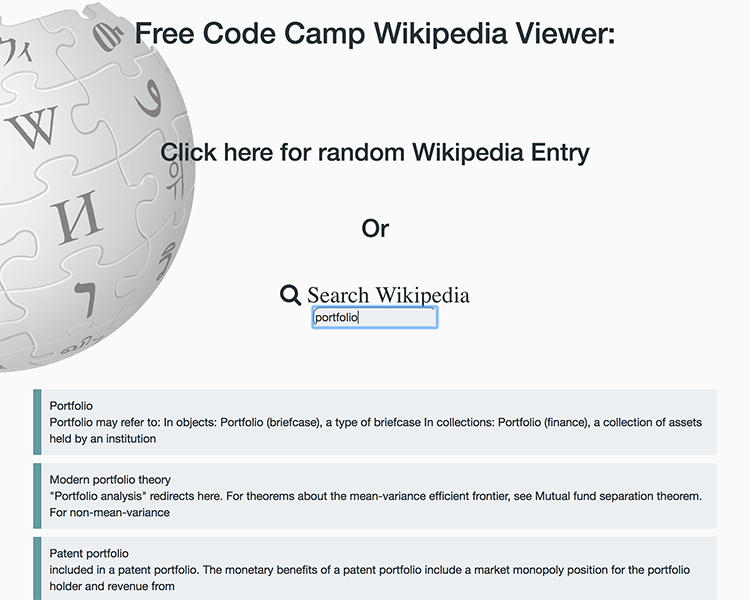 Free Code Camp Wikipedia Viewer:
W
И
Click here for random Wikipedia Entry
Or
Search Wikipedia
portfolio
Portfolio
Portfolio may refer to: In objects: Portfolio (briefcase), a type of briefcase In collections: Portfolio (finance), a collection of assets
held by an institution
Modern portfolio theory
"Portfolio analysis" redirects here. For theorems about the mean-variance efficient frontier, see Mutual fund separation theorem.
For non-mean-variance
Patent portfolio
included in a patent portfolio. The monetary benefits of a patent portfolio include a market monopoly position for the portfolio
holder and revenue from